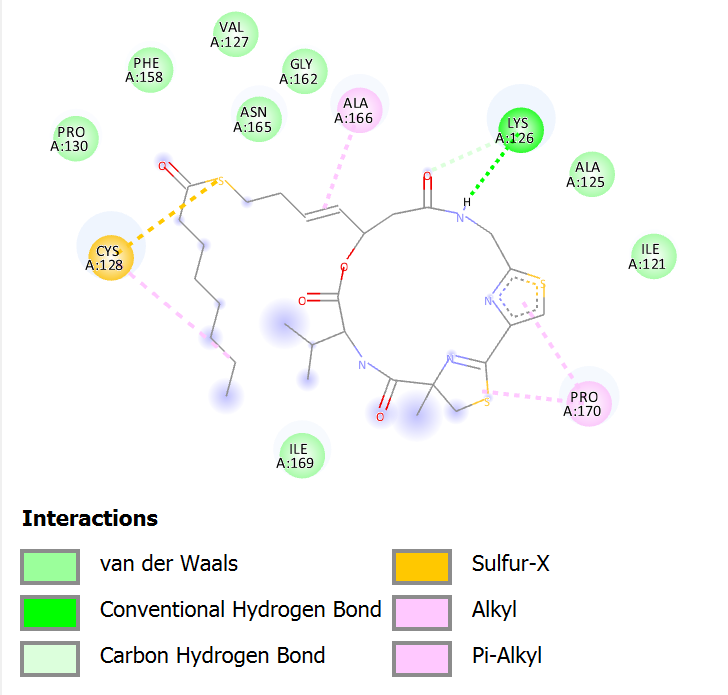 VAL
A:127
PHE
A:158
GLY
A:162
ALA
A:166
ASN
A:165
LYS
A:126
PRO
A:130
ALA
A:125
O
S
O
H
N
CYS
A:128
ILE
A:121
O
S
O
N
N
N
PRO
A:170
S
O
ILE
A:169
Interactions
van der Waals
Sulfur-X
Conventional Hydrogen Bond
Alkyl
Carbon Hydrogen Bond
Pi-Alkyl